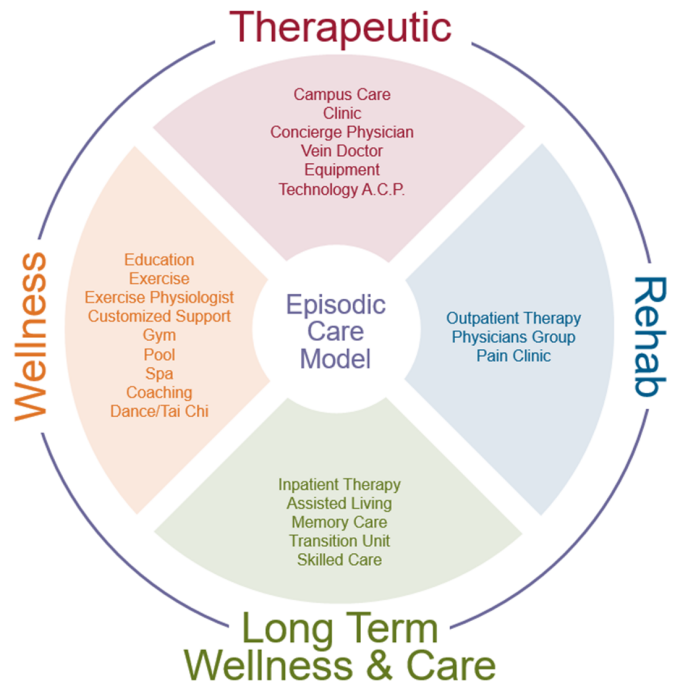 Therapeutic
Campus Care
Clinic
Concierge Physician
Vein Doctor
Equipment
Technology A.C.P.
Wellness
Education
Exercise
Exercise Physiologist
Customized Support
Gym
Pool
Spa
Coaching
Dance/Tai Chi
Episodic
Care
Model
Outpatient Therapy
Physicians Group
Pain Clinic
Rehab
Inpatient Therapy
Assisted Living
Memory Care
Transition Unit
Skilled Care
Long Term
Wellness & Care